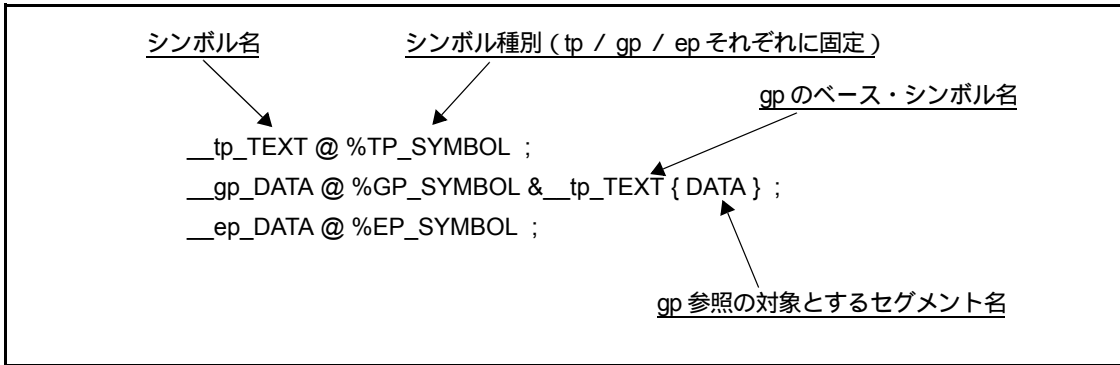 シンボル名
シンボル種別 ( tp / gp / ep それぞれに固定 )
gp のベース・シンボル名
__tp_TEXT @ %TP_SYMBOL ;
__gp_DATA @ %GP_SYMBOL &__tp_TEXT { DATA } ;
__ep_DATA @ %EP_SYMBOL ;
gp 参照の対象とするセグメント名